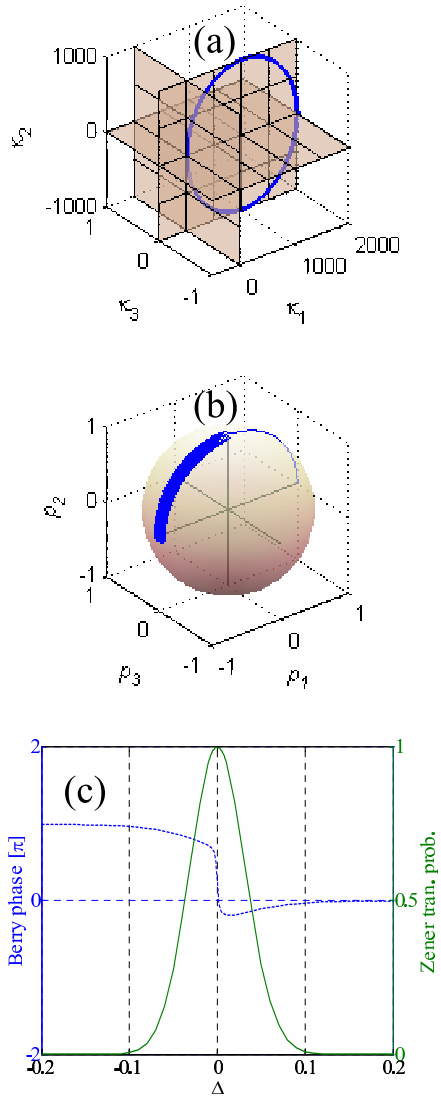 (a)
1000
0
-1000
κ2
1
0
-1
κ3
0
1000
2000
κ1
(b)
1
0
-1
p2
1
0
-1
p3
-1
0
1
p1
(c)
2
0
-2
Berry phase [π]
1
0.5
0
Zener tran. prob.
-0.2
-0.1
0
0.1
0.2
Δ